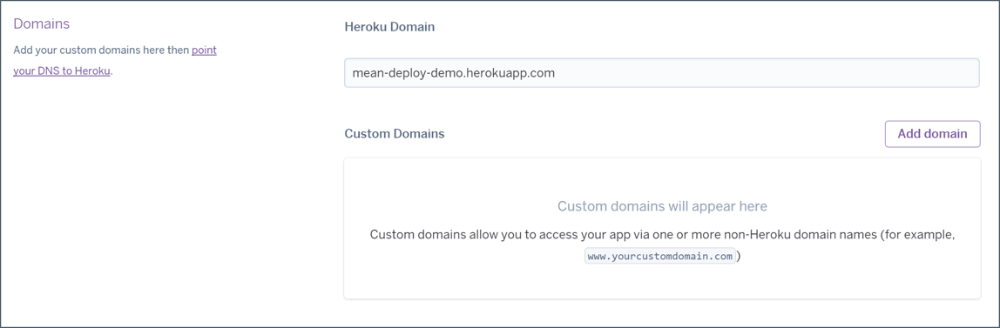 Domains
Add your custom domains here then point
your DNS to Heroku.
Heroku Domain
mean-deploy-demo.herokuapp.com
Custom Domains
Add domain
Custom domains will appear here
Custom domains allow you to access your app via one or more non-Heroku domain names (for example,
www.yourcustomdomain.com)